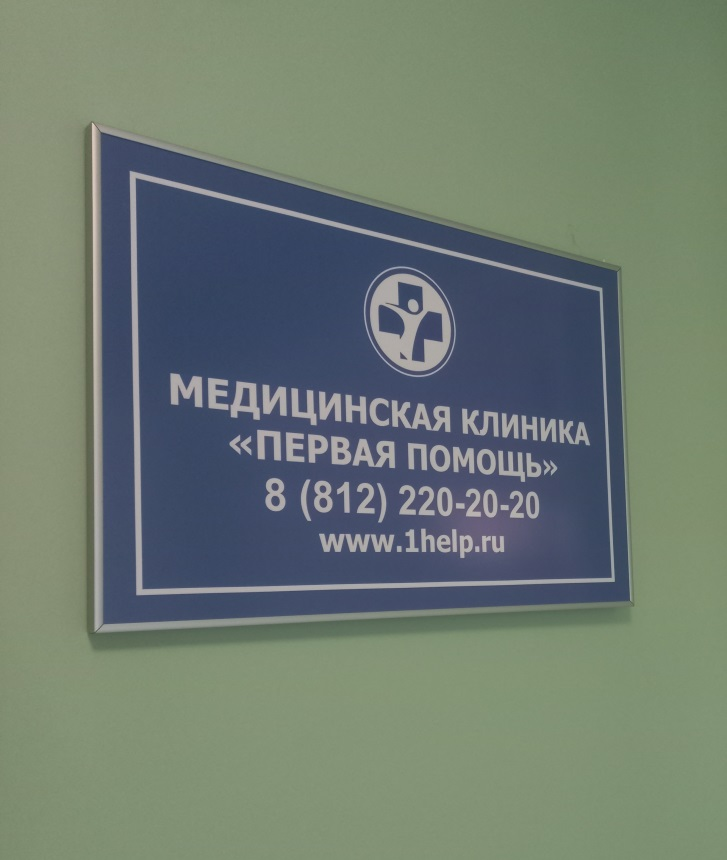 МЕДИЦИНСКАЯ КЛИНИКА
«ПЕРВАЯ ПОМОЩЬ»
8 (812) 220-20-20
www.1help.ru